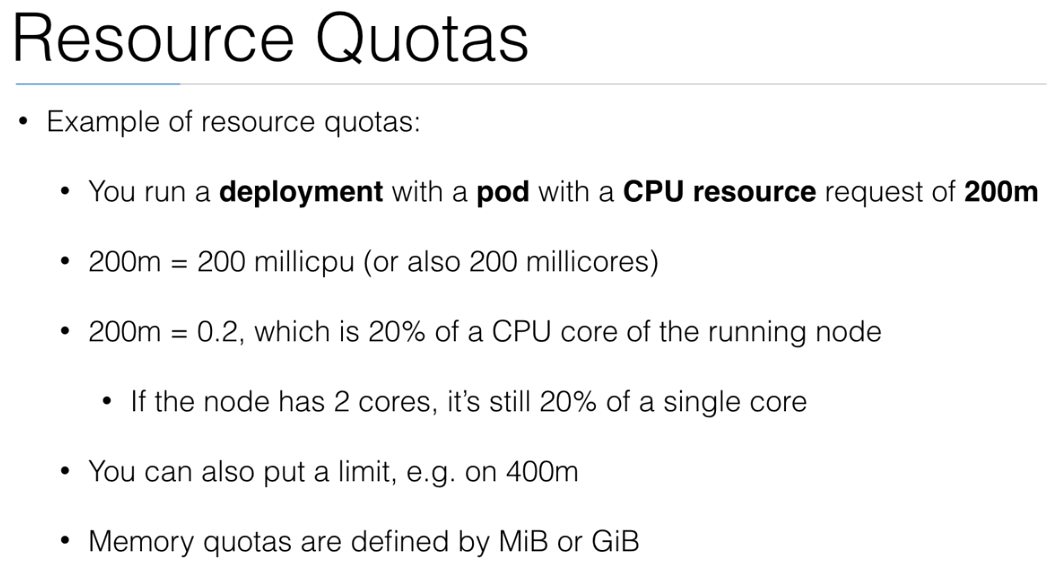 Resource Quotas
• Example of resource quotas:
• You run a deployment with a pod with a CPU resource request of 200m
• 200m = 200 millicpu (or also 200 millicores)
• 200m = 0.2, which is 20% of a CPU core of the running node
• If the node has 2 cores, it’s still 20% of a single core
• You can also put a limit, e.g. on 400m
• Memory quotas are defined by MiB or GiB